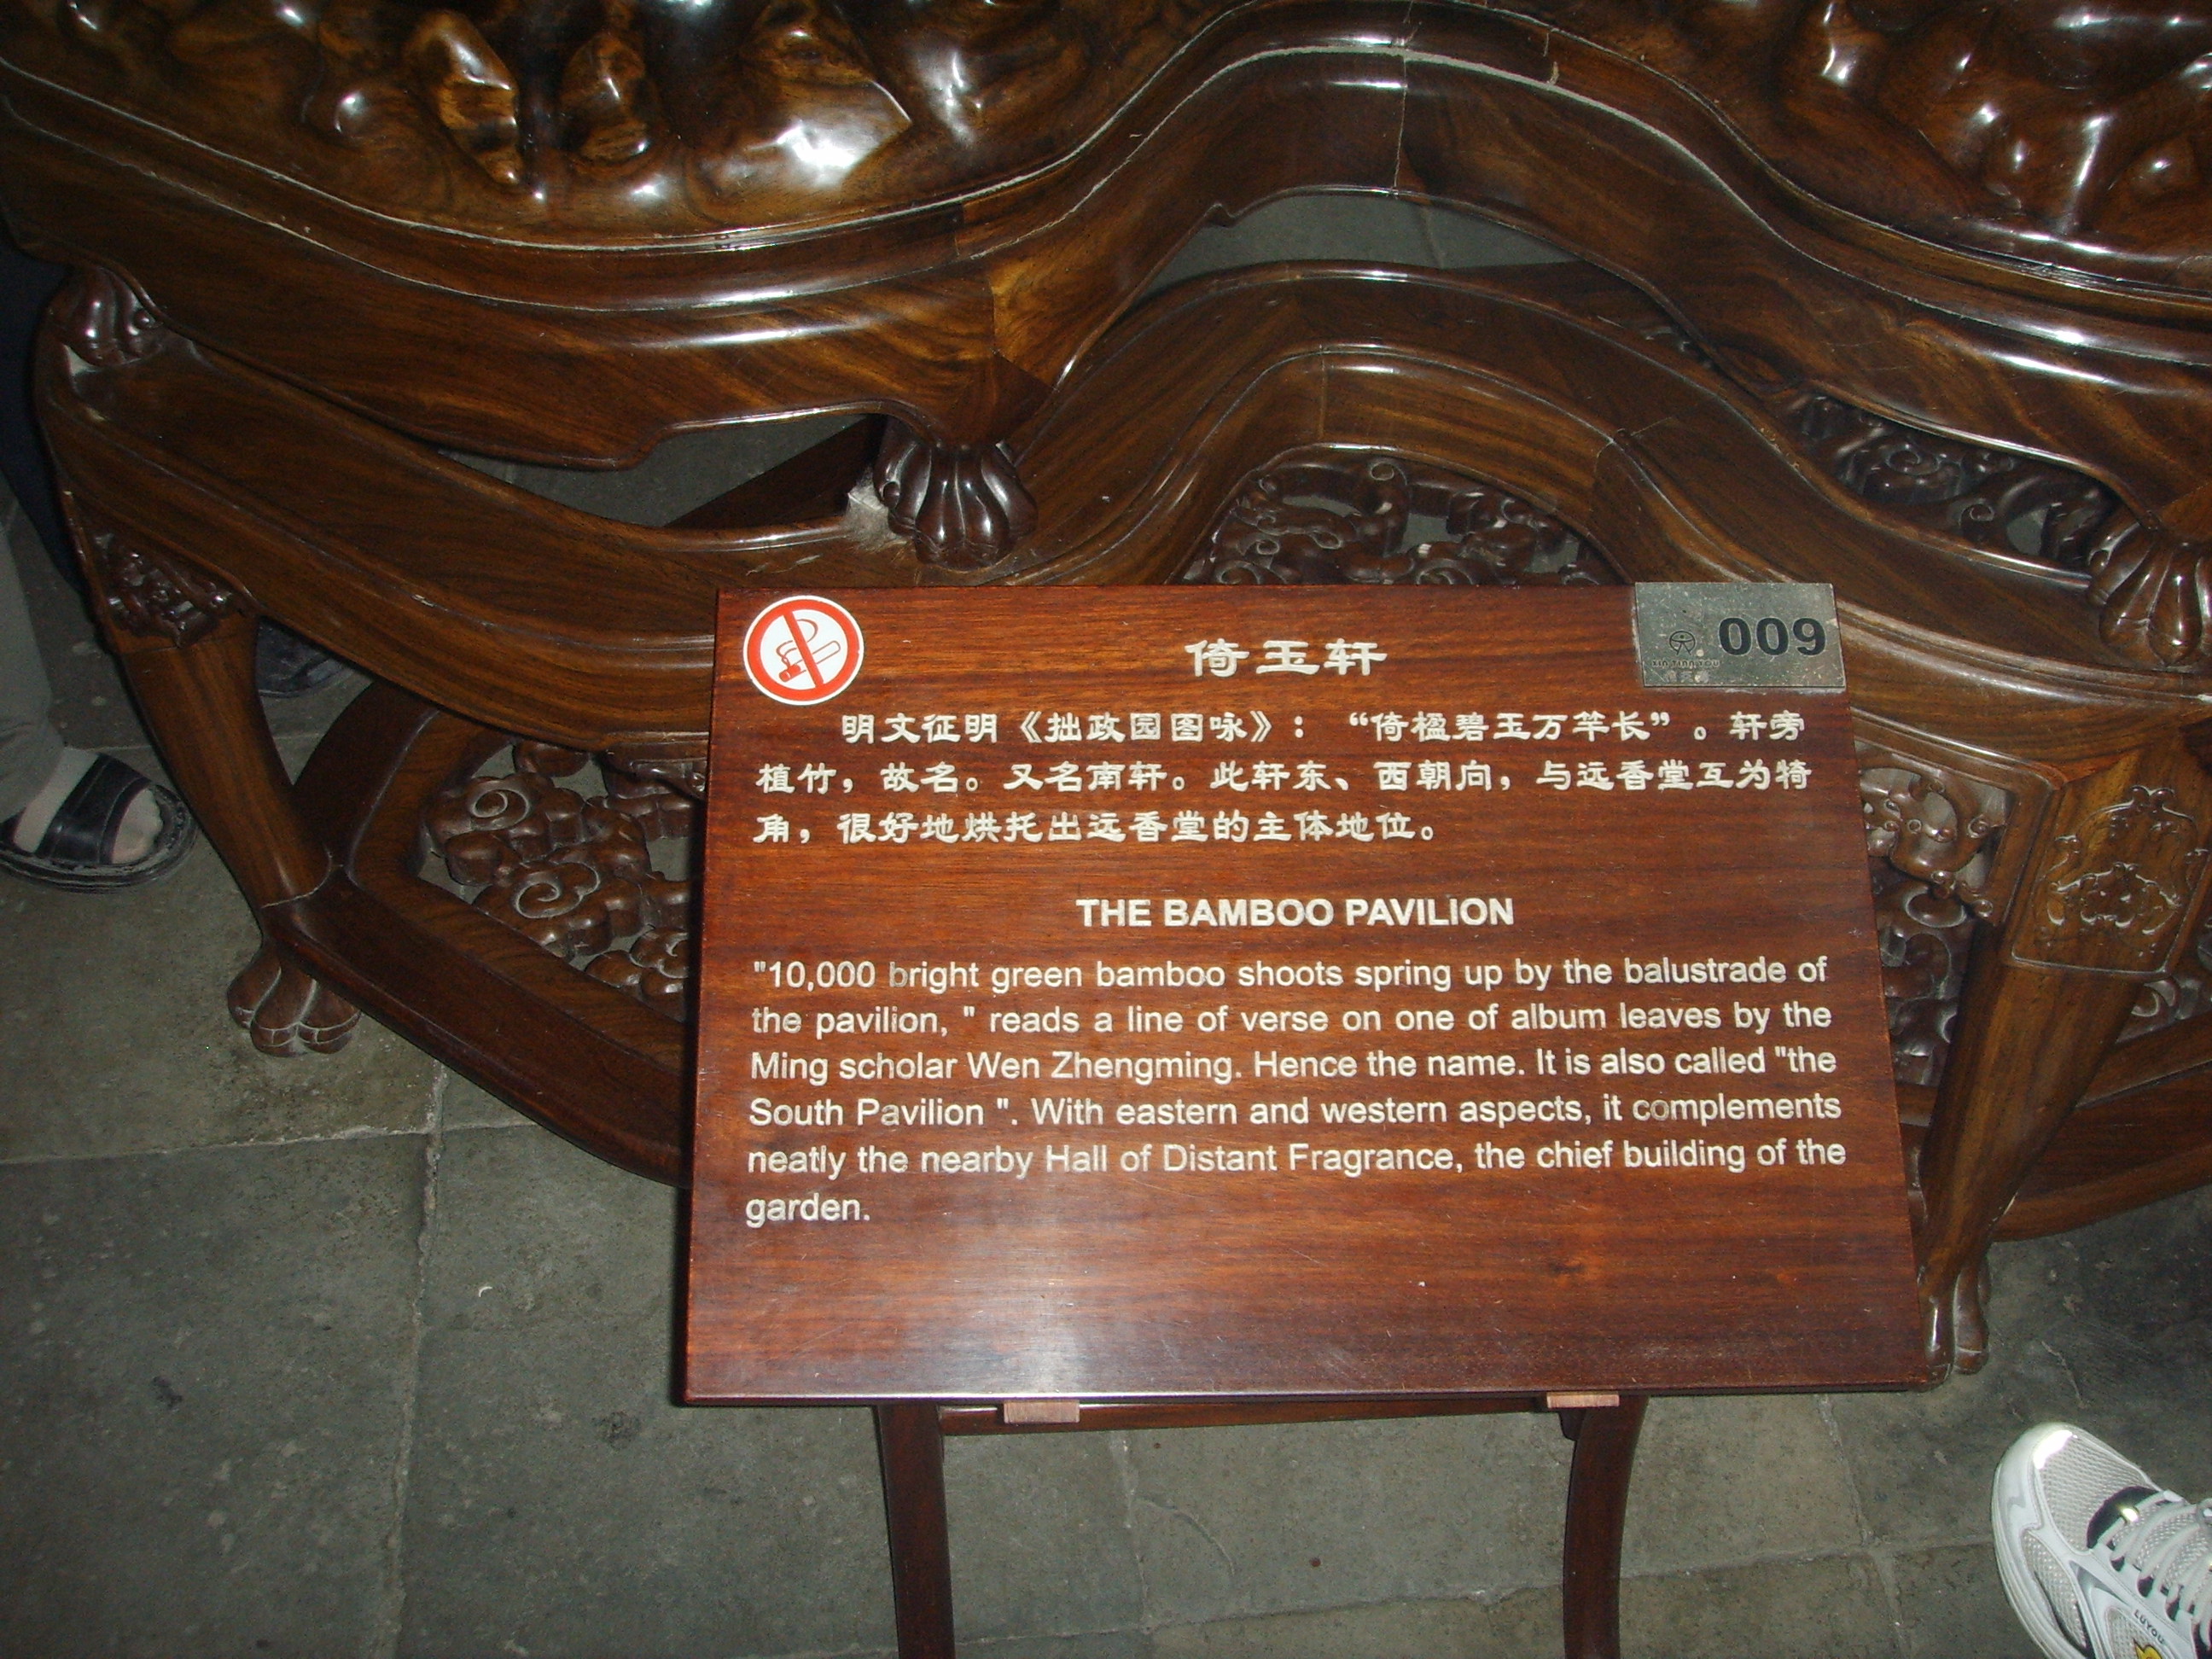 倚玉轩
009
XIN TIAN YOU
明文征明《拙政园图咏》：“倚楹碧玉万竿长”。轩旁
植竹，故名。又名南轩。此轩东、西朝向，与远香堂互为犄
角，很好地烘托出远香堂的主体地位。
THE BAMBOO PAVILION
"10,000 bright green bamboo shoots spring up by the balustrade of
the pavilion, " reads a line of verse on one of album leaves by the
Ming scholar Wen Zhengming. Hence the name. It is also called "the
South Pavilion ". With eastern and western aspects, it complements
neatly the nearby Hall of Distant Fragrance, the chief building of the
garden.
LUYOU